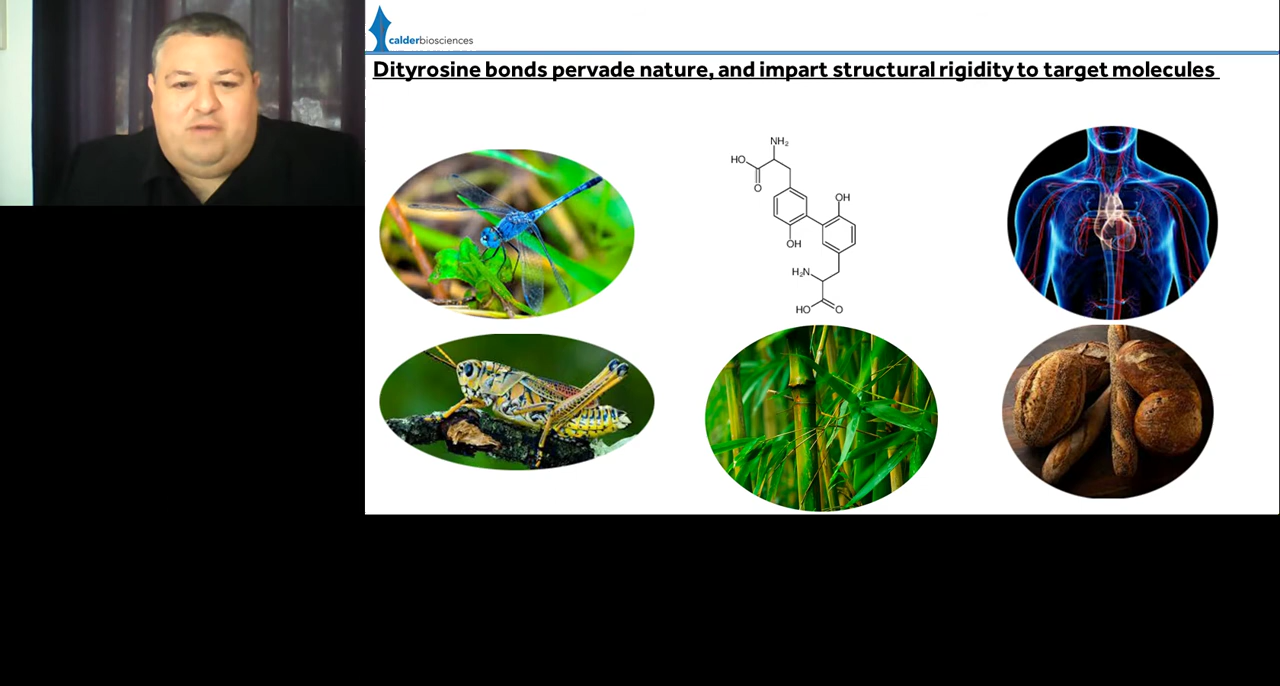 calderbiosciences
Dityrosine bonds pervade nature, and impart structural rigidity to target molecules
NH₂
HO
O
OH
OH
H₂N
HO
O